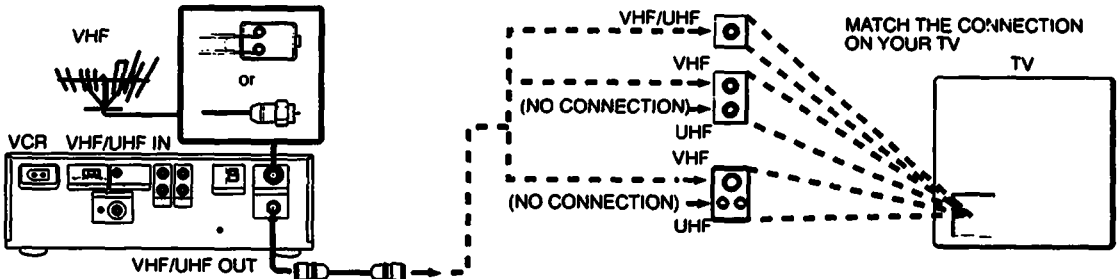 VHF
or
VCR VHF/UHF IN
VHF/UHF OUT
VHF/UHF
VHF
(NO CONNECTION)
UHF
VHF
(NO CONNECTION)
UHF
MATCH THE CONNECTION
ON YOUR TV
TV